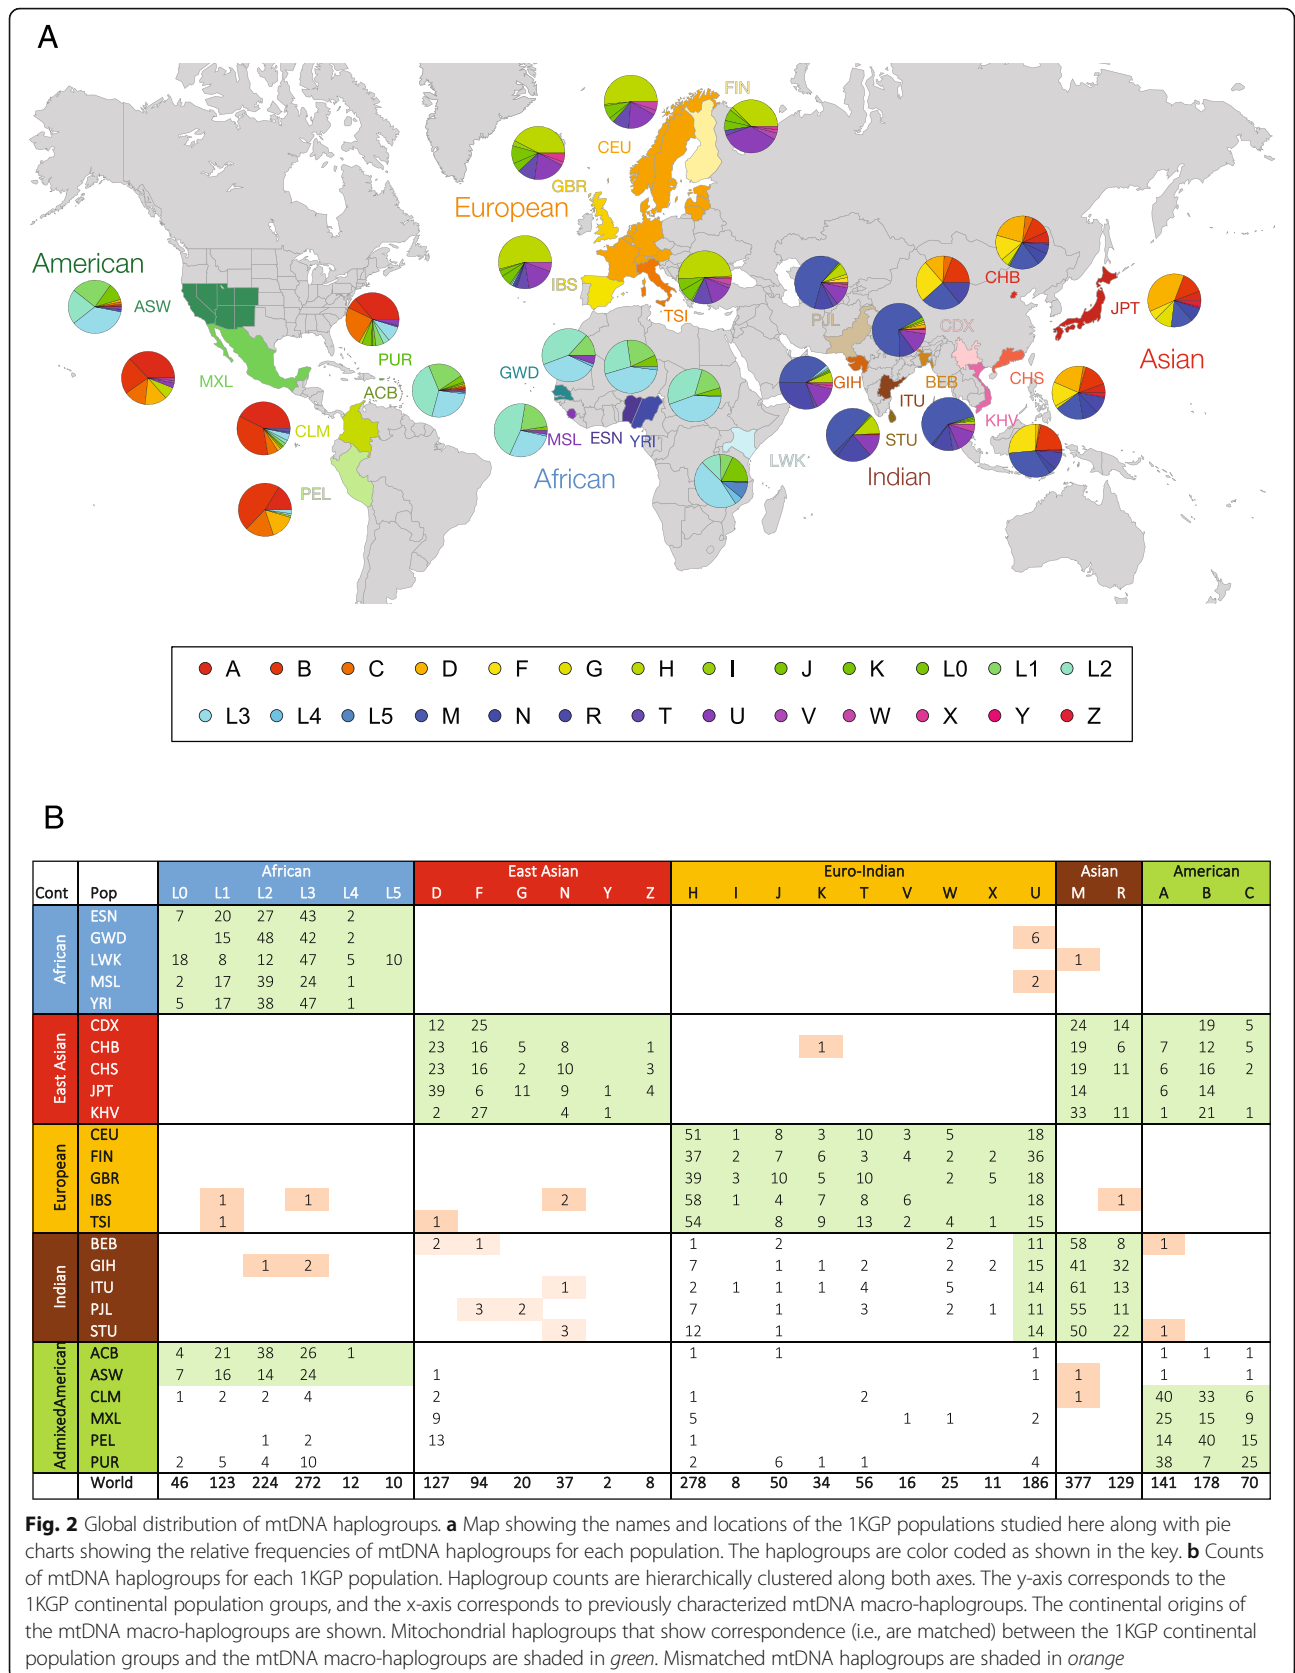 A
FIN
CEU
GBR
European
American
ASW
IBS
TSI
CHB
JPT
PJL
CDX
Asian
MXL
PUR
ACB
GWD
GIH
BEB
CHS
ITU
CLM
MSL
ESN
YRI
STU
KHV
LWK
African
Indian
PEL
A B C D F G H I J K L0 L1 L2
L3 L4 L5 M N R T U V W X Y Z
B
African East Asian Euro-Indian Asian American
Cont Pop L0 L1 L2 L3 L4 L5 D F G N Y Z H I J K T V W X U M R A B C
African
ESN 7 20 27 43 2
GWD 15 48 42 2 6
LWK 18 8 12 47 5 10 1
MSL 2 17 39 24 1 2
YRI 5 17 38 47 1
East Asian
CDX 12 25 24 14 19 5
CHB 23 16 5 8 1 1 19 6 7 12 5
CHS 23 16 2 10 3 19 11 6 16 2
JPT 39 6 11 9 1 4 14 6 14
KHV 2 27 4 1 33 11 1 21 1
European
CEU 51 1 8 3 10 3 5 18
FIN 37 2 7 6 3 4 2 2 36
GBR 39 3 10 5 10 2 5 18
IBS 1 1 2 58 1 4 7 8 6 18 1
TSI 1 1 54 8 9 13 2 4 1 15
Indian
BEB 2 1 1 2 2 11 58 8 1
GIH 1 2 7 1 1 2 2 2 15 41 32
ITU 1 2 1 1 1 4 5 14 61 13
PJL 3 2 7 1 3 2 1 11 55 11
STU 3 12 1 14 50 22 1
AdmixedAmerican
ACB 4 21 38 26 1 1 1 1 1 1 1
ASW 7 16 14 24 1 1 1 1 1
CLM 1 2 2 4 2 1 2 1 40 33 6
MXL 9 5 1 1 2 25 15 9
PEL 1 2 13 1 14 40 15
PUR 2 5 4 10 2 6 1 1 4 38 7 25
World 46 123 224 272 12 10 127 94 20 37 2 8 278 8 50 34 56 16 25 11 186 377 129 141 178 70
Fig. 2 Global distribution of mtDNA haplogroups. a Map showing the names and locations of the 1KGP populations studied here along with pie
charts showing the relative frequencies of mtDNA haplogroups for each population. The haplogroups are color coded as shown in the key. b Counts
of mtDNA haplogroups for each 1KGP population. Haplogroup counts are hierarchically clustered along both axes. The y-axis corresponds to the
1KGP continental population groups, and the x-axis corresponds to previously characterized mtDNA macro-haplogroups. The continental origins of
the mtDNA macro-haplogroups are shown. Mitochondrial haplogroups that show correspondence (i.e., are matched) between the 1KGP continental
population groups and the mtDNA macro-haplogroups are shaded in green. Mismatched mtDNA haplogroups are shaded in orange